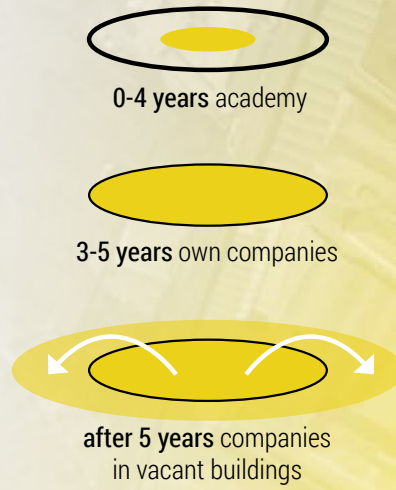 0-4 years academy
3-5 years own companies
after 5 years companies
in vacant buildings